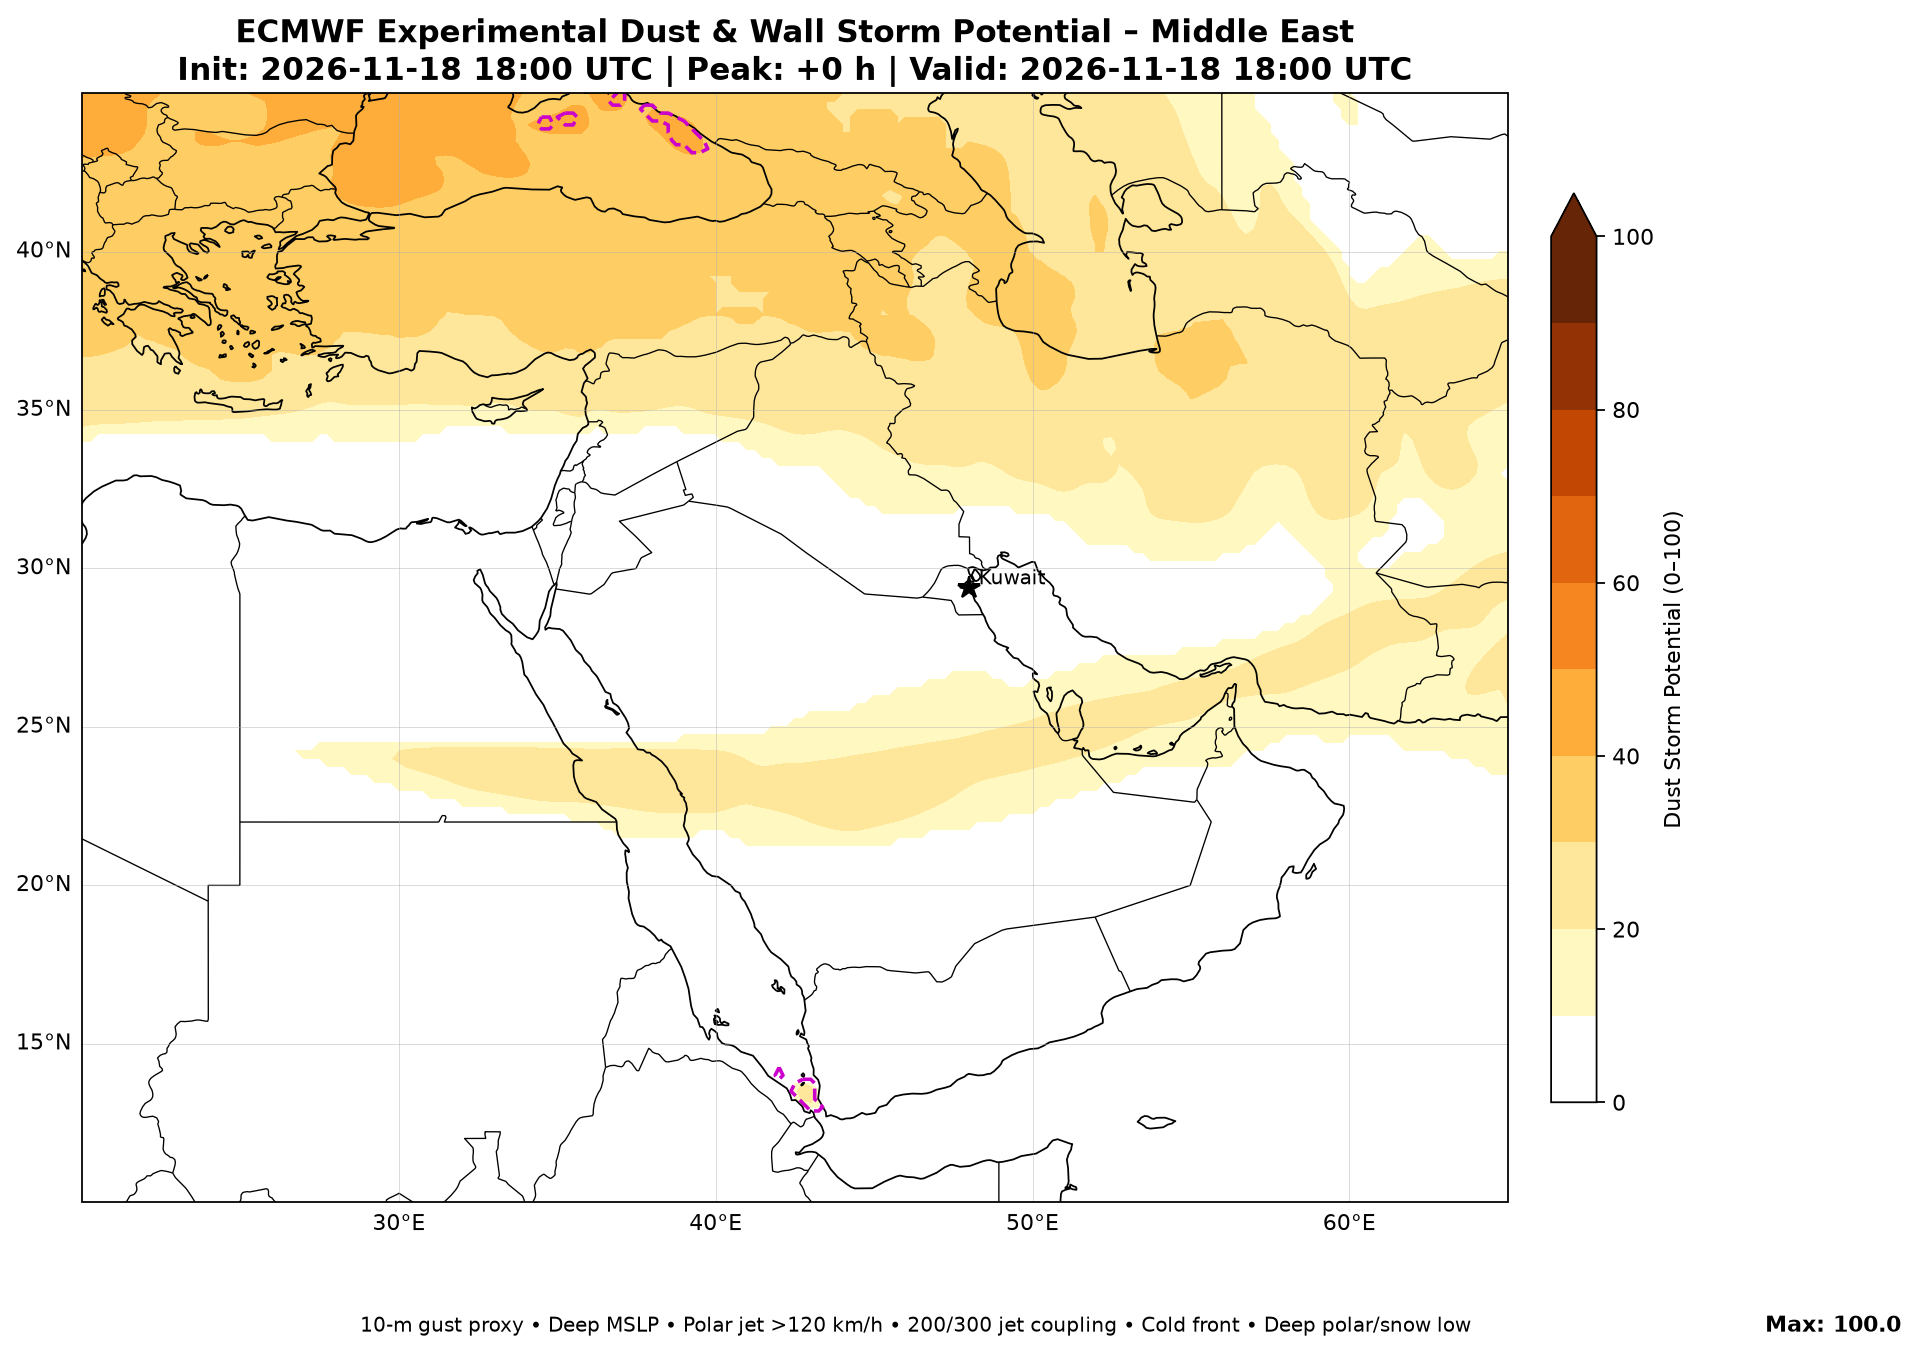 ECMWF Experimental Dust & Wall Storm Potential – Middle East
Init: 2026-11-18 18:00 UTC | Peak: +0 h | Valid: 2026-11-18 18:00 UTC
40°N
35°N
30°N
25°N
20°N
15°N
Kuwait
30°E
40°E
50°E
60°E
100
80
60
40
20
0
Dust Storm Potential (0–100)
10-m gust proxy • Deep MSLP • Polar jet >120 km/h • 200/300 jet coupling • Cold front • Deep polar/snow low
Max: 100.0